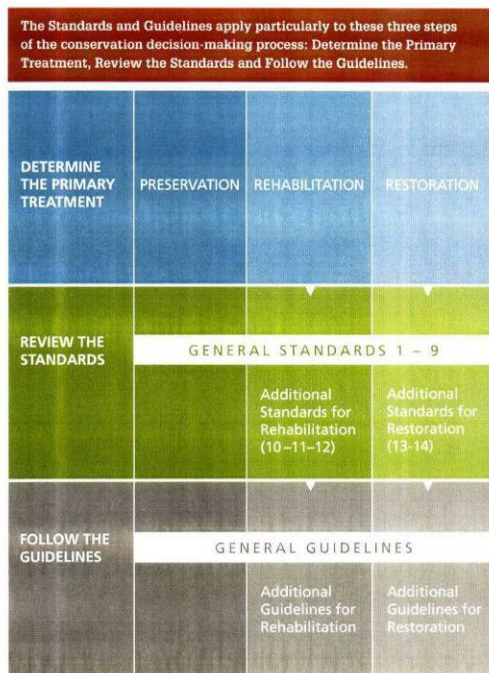 The Standards and Guidelines apply particularly to these three steps
of the conservation decision-making process: Determine the Primary
Treatment, Review the Standards and Follow the Guidelines.
DETERMINE
THE PRIMARY
TREATMENT
PRESERVATION
REHABILITATION
RESTORATION
REVIEW THE
STANDARDS
GENERAL STANDARDS 1 – 9
Additional
Standards for
Rehabilitation
(10–11–12)
Additional
Standards for
Restoration
(13-14)
FOLLOW THE
GUIDELINES
GENERAL GUIDELINES
Additional
Guidelines for
Rehabilitation
Additional
Guidelines for
Restoration